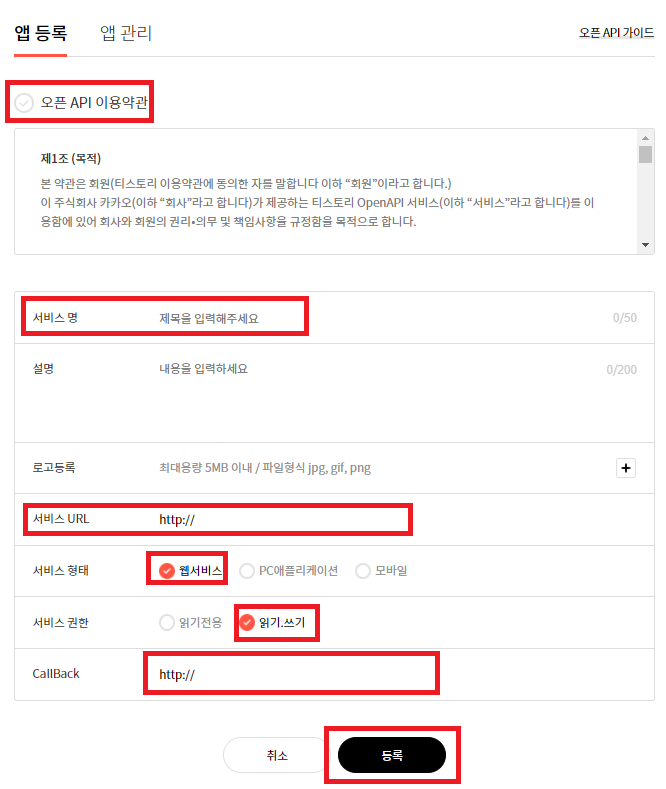 앱 등록
앱 관리
오픈 API 가이드
오픈 API 이용약관
제1조 (목적)
본 약관은 회원(티스토리 이용약관에 동의한 자를 말합니다 이하 “회원”이라고 합니다.)
이 주식회사 카카오(이하 “회사”라고 합니다)가 제공하는 티스토리 OpenAPI 서비스(이하 “서비스”라고 합니다)를 이
용함에 있어 회사와 회원의 권리•의무 및 책임사항을 규정함을 목적으로 합니다.
서비스 명 제목을 입력해주세요 0/50
설명 내용을 입력하세요 0/200
로고등록 최대용량 5MB 이내 / 파일형식 jpg, gif, png
서비스 URL http://
서비스 형태 웹서비스 PC애플리케이션 모바일
서비스 권한 읽기전용 읽기.쓰기
CallBack http://
취소 등록